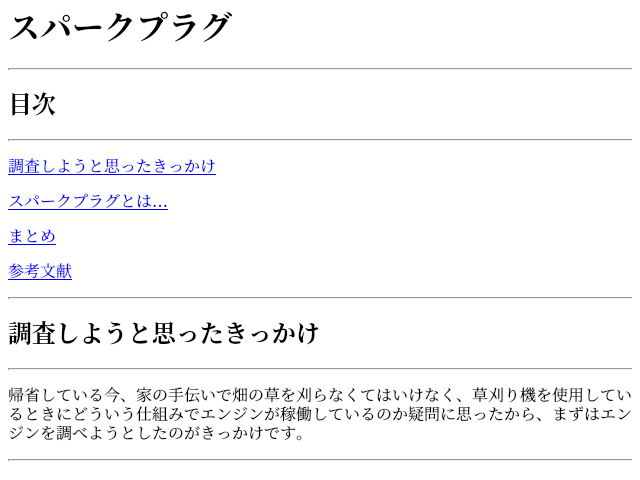 スパークプラグ
目次
調査しようと思ったきっかけ
スパークプラグとは...
まとめ
参考文献
調査しようと思ったきっかけ
帰省している今、家の手伝いで畑の草を刈らなくてはいけなく、草刈り機を使用してい
るときにどういう仕組みでエンジンが稼働しているのか疑問に思ったから、まずはエン
ジンを調べようとしたのがきっかけです。